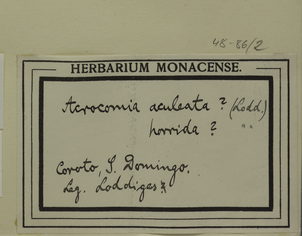 48-86/2
HERBARIUM MONACENSE.
Acrocomia aculeata ? (Lodd.)
horrida ? "
Coroto, S. Domingo.
Leg. Loddiges